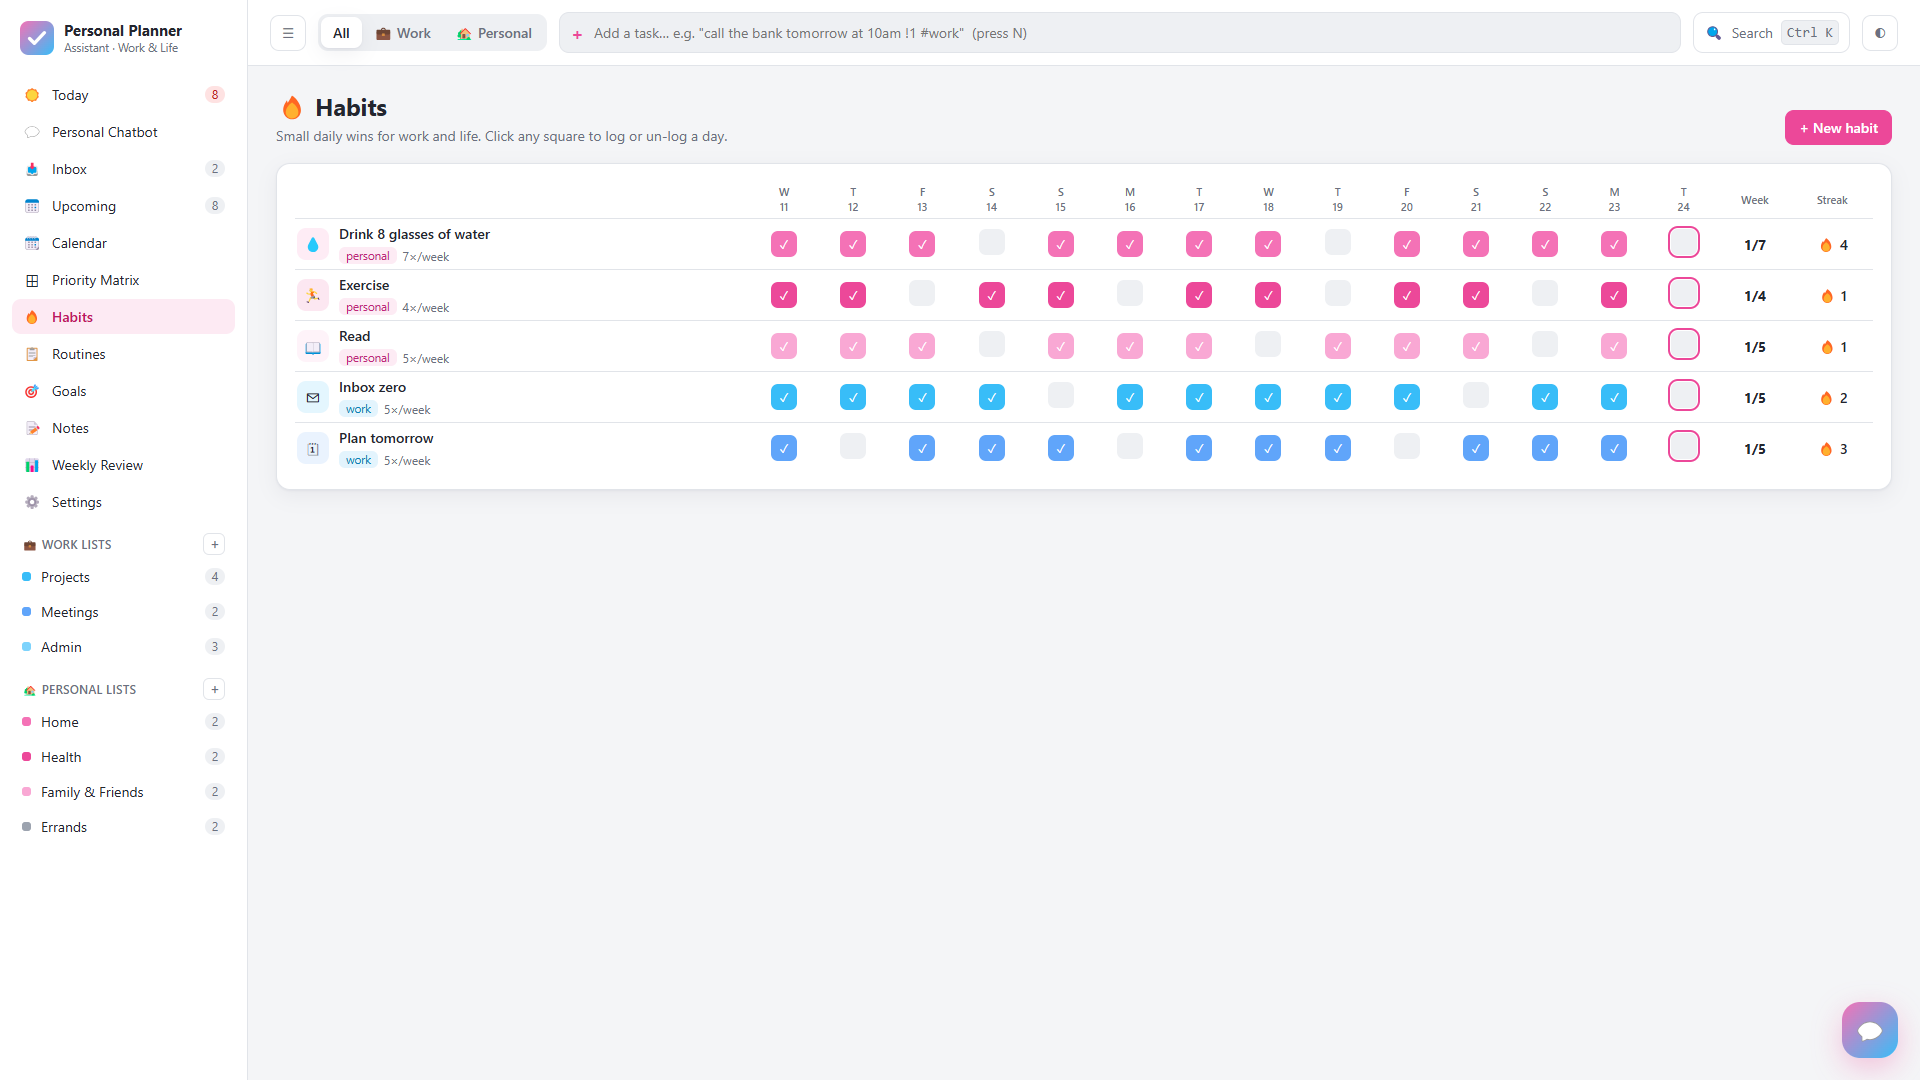 Personal Planner
Assistant · Work & Life
Today 8
Personal Chatbot
Inbox 2
Upcoming 8
Calendar
Priority Matrix
Habits
Routines
Goals
Notes
Weekly Review
Settings
WORK LISTS +
Projects 4
Meetings 2
Admin 3
PERSONAL LISTS +
Home 2
Health 2
Family & Friends 2
Errands 2
All Work Personal
+ Add a task... e.g. "call the bank tomorrow at 10am !1 #work" (press N)
Search Ctrl K
Habits
Small daily wins for work and life. Click any square to log or un-log a day.
+ New habit
W T F S S M T W T F S S M T
11 12 13 14 15 16 17 18 19 20 21 22 23 24
Week Streak
Drink 8 glasses of water
personal 7×/week
1/7 4
Exercise
personal 4×/week
1/4 1
Read
personal 5×/week
1/5 1
Inbox zero
work 5×/week
1/5 2
Plan tomorrow
work 5×/week
1/5 3